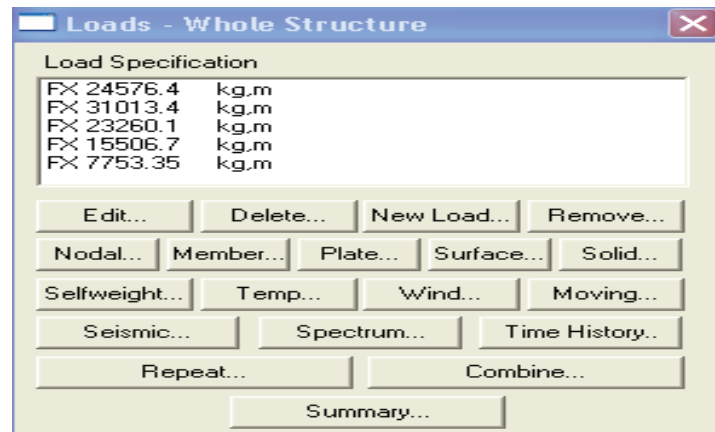 Loads - Whole Structure
Load Specification
FX 24576.4 kg,m
FX 31013.4 kg,m
FX 23260.1 kg,m
FX 15506.7 kg,m
FX 7753.35 kg,m
Edit... Delete... New Load... Remove...
Nodal... Member... Plate... Surface... Solid...
Selfweight... Temp... Wind... Moving...
Seismic... Spectrum... Time History..
Repeat... Combine...
Summary...